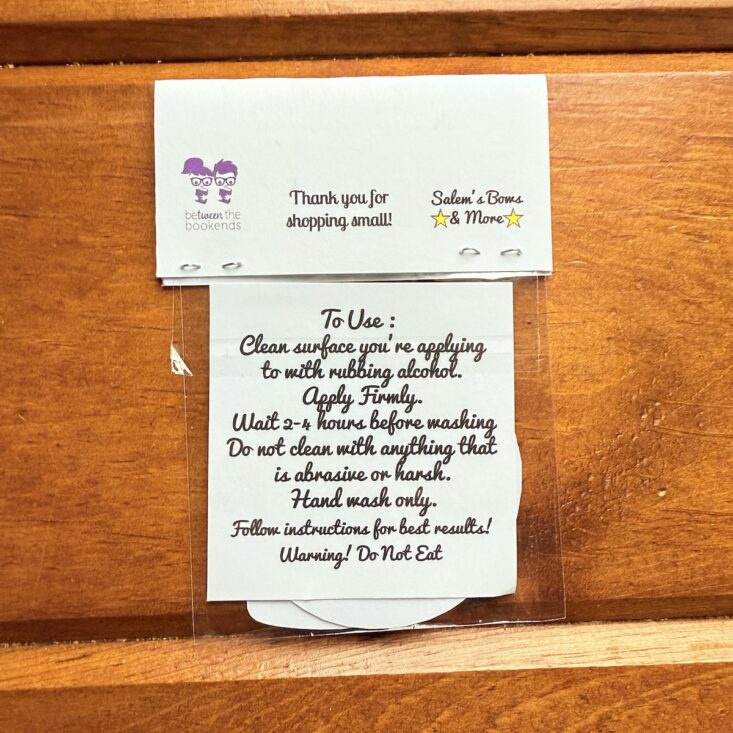 between the
bookends
Thank you for
shopping small!
Salem's Bows
& More
To Use :
Clean surface you're applying
to with rubbing alcohol.
Apply Firmly.
Wait 2-4 hours before washing
Do not clean with anything that
is abrasive or harsh.
Hand wash only.
Follow instructions for best results!
Warning! Do Not Eat